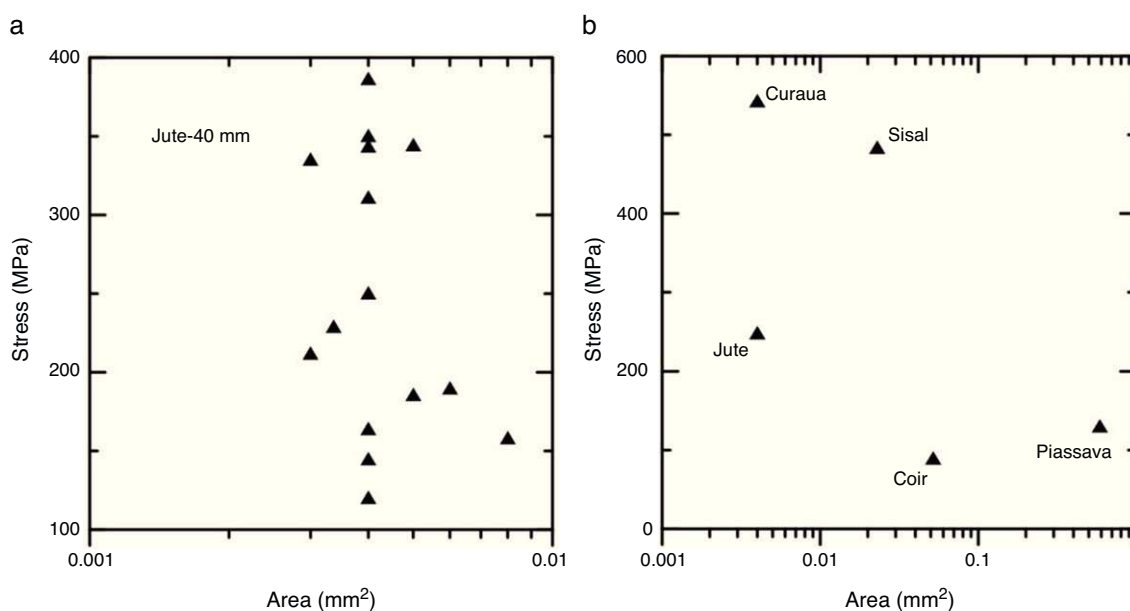 a
400
Jute-40 mm
300
Stress (MPa)
200
100
0.001
0.01
Area (mm²)
b
600
Curaua
Sisal
400
Stress (MPa)
Jute
200
Piassava
Coir
0
0.001
0.01
0.1
Area (mm²)